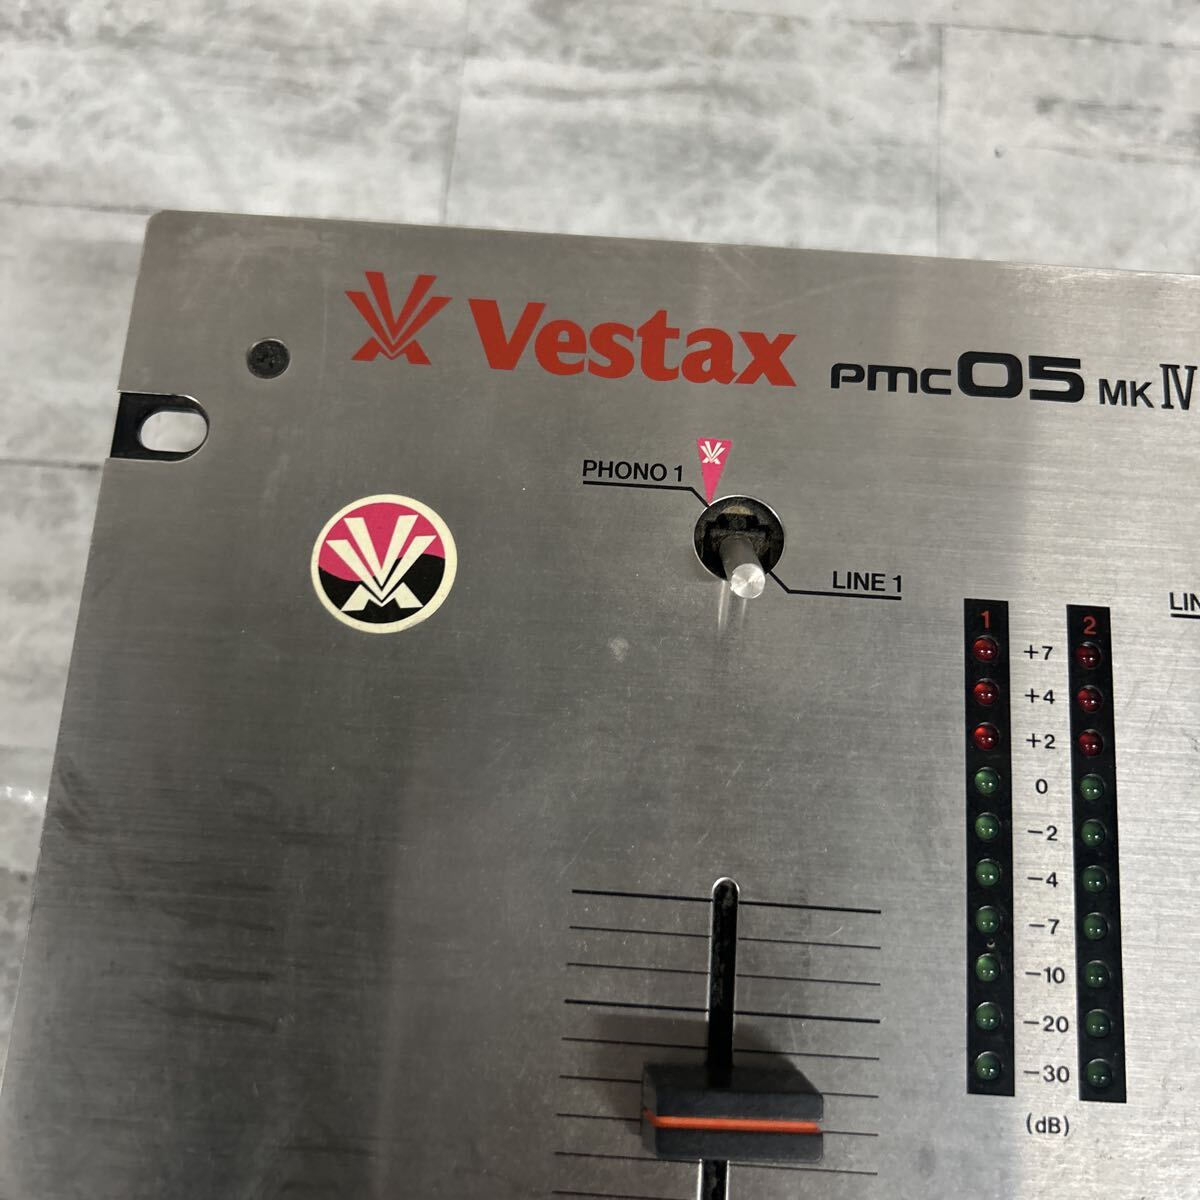 Vestax PMC05 MK IV
PHONO 1
LINE 1
1 2
+7
+4
+2
0
−2
−4
−7
−10
−20
−30
(dB)